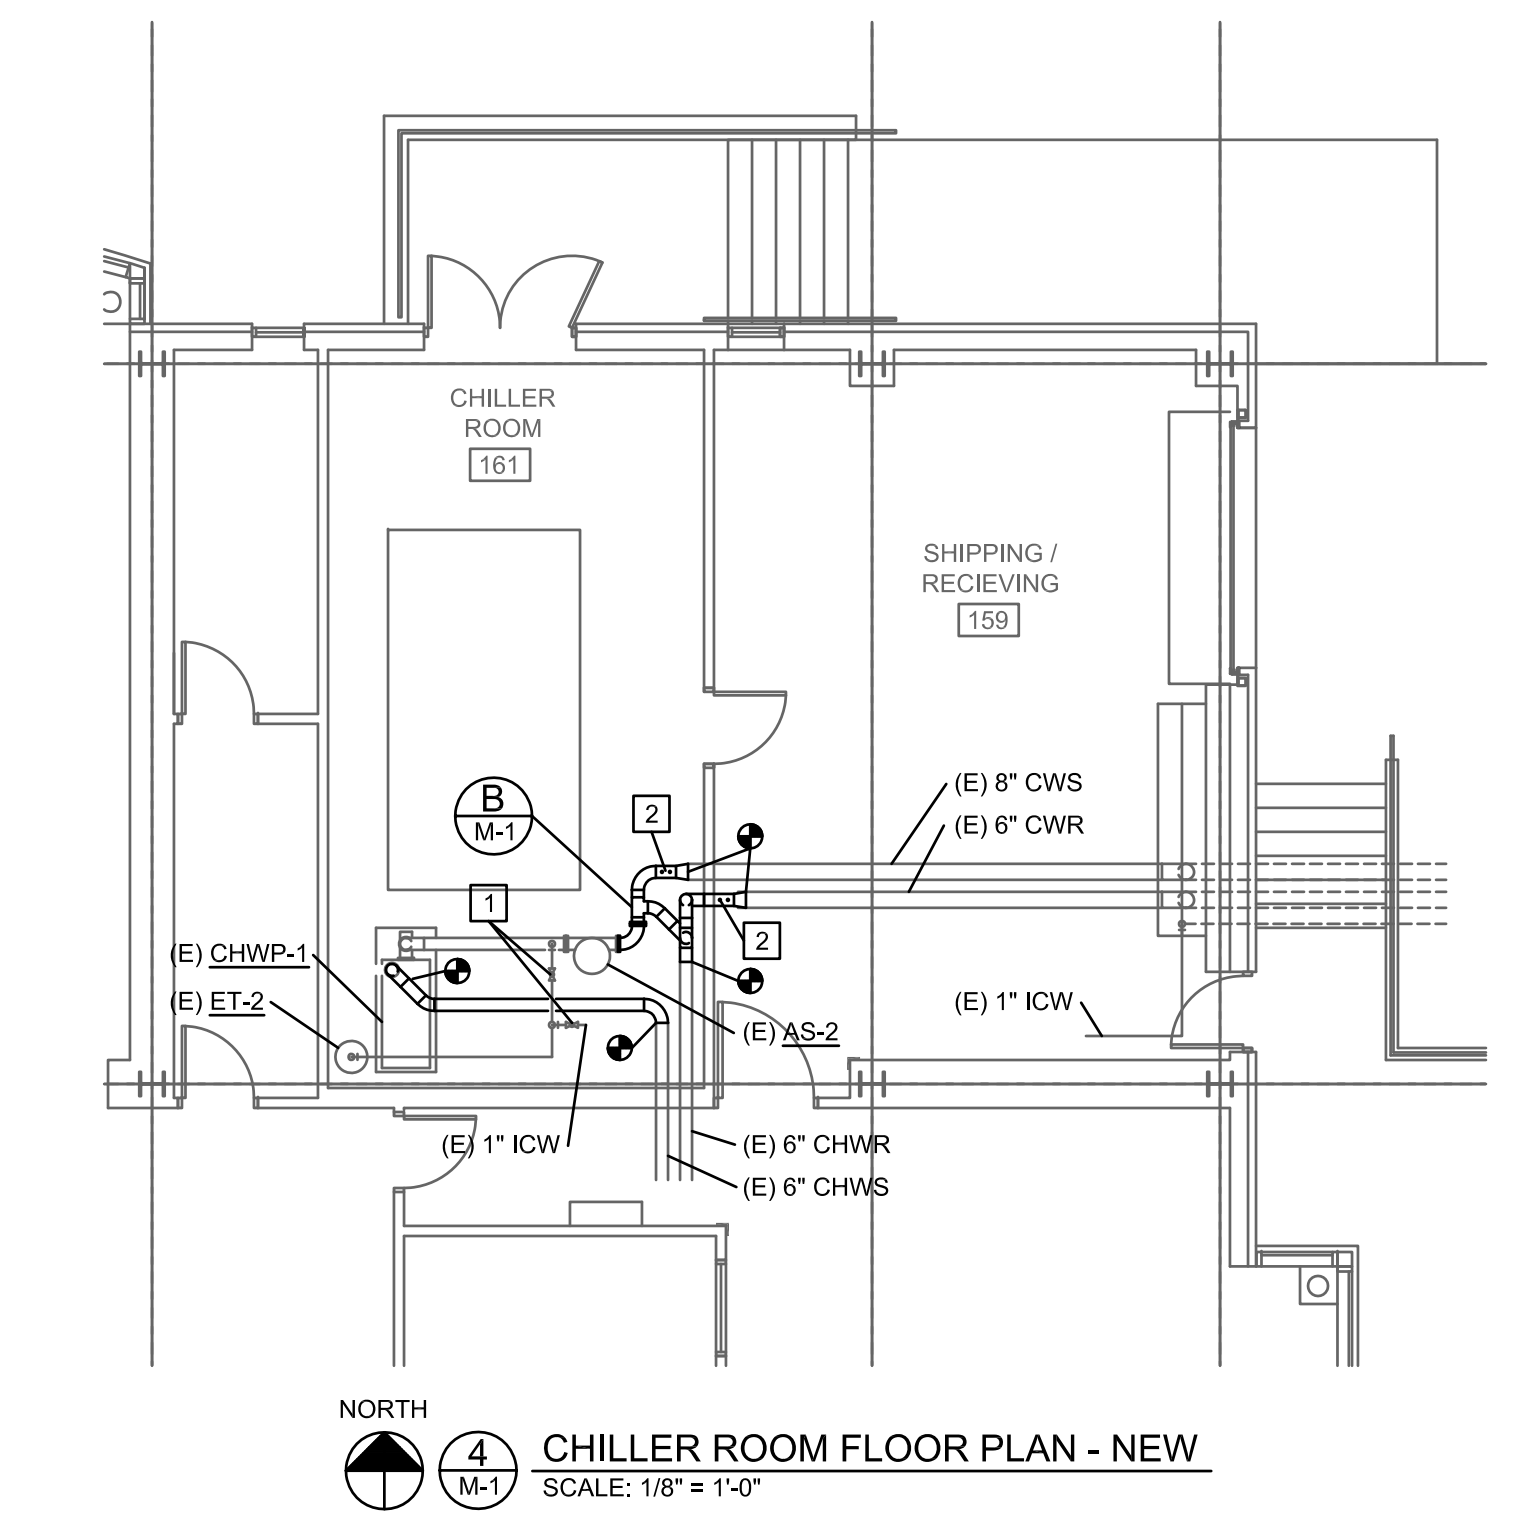 CHILLER
ROOM
161
SHIPPING /
RECIEVING
159
(E) 8" CWS
(E) 6" CWR
B
M-1
2
1
2
(E) CHWP-1
(E) ET-2
(E) 1" ICW
(E) AS-2
(E) 1" ICW
(E) 6" CHWR
(E) 6" CHWS
NORTH
4
M-1
CHILLER ROOM FLOOR PLAN - NEW
SCALE: 1/8" = 1'-0"